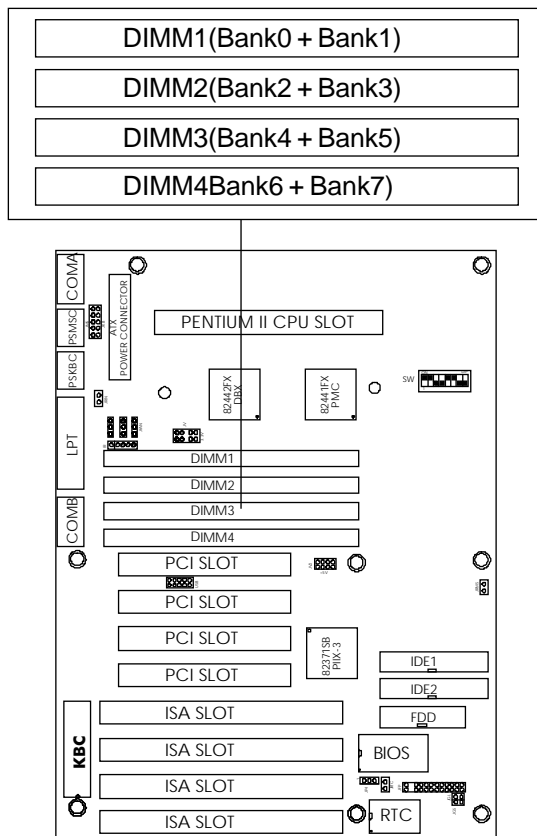 DIMM1(Bank0 + Bank1)
DIMM2(Bank2 + Bank3)
DIMM3(Bank4 + Bank5)
DIMM4Bank6 + Bank7)
COMA
PSMSC
PSKBC
LPT
COMB
ATX
POWER CONNECTOR
PENTIUM II CPU SLOT
82442FX
DBX
82441FX
PMC
SW
DIMM1
DIMM2
DIMM3
DIMM4
PCI SLOT
PCI SLOT
PCI SLOT
PCI SLOT
82371SB
PIIX-3
IDE1
IDE2
FDD
ISA SLOT
ISA SLOT
ISA SLOT
ISA SLOT
KBC
BIOS
RTC